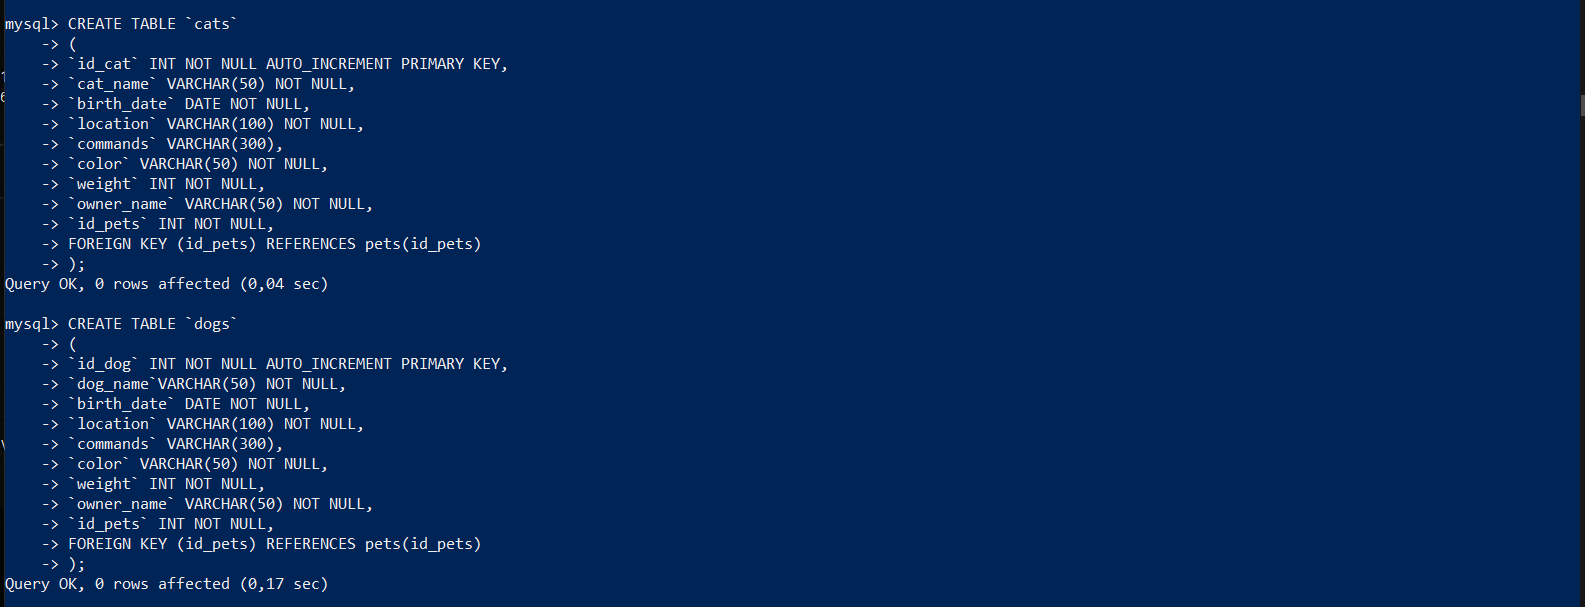 mysql> CREATE TABLE `cats`
-> (
-> `id_cat` INT NOT NULL AUTO_INCREMENT PRIMARY KEY,
-> `cat_name` VARCHAR(50) NOT NULL,
-> `birth_date` DATE NOT NULL,
-> `location` VARCHAR(100) NOT NULL,
-> `commands` VARCHAR(300),
-> `color` VARCHAR(50) NOT NULL,
-> `weight` INT NOT NULL,
-> `owner_name` VARCHAR(50) NOT NULL,
-> `id_pets` INT NOT NULL,
-> FOREIGN KEY (id_pets) REFERENCES pets(id_pets)
-> );
Query OK, 0 rows affected (0,04 sec)
mysql> CREATE TABLE `dogs`
-> (
-> `id_dog` INT NOT NULL AUTO_INCREMENT PRIMARY KEY,
-> `dog_name`VARCHAR(50) NOT NULL,
-> `birth_date` DATE NOT NULL,
-> `location` VARCHAR(100) NOT NULL,
-> `commands` VARCHAR(300),
-> `color` VARCHAR(50) NOT NULL,
-> `weight` INT NOT NULL,
-> `owner_name` VARCHAR(50) NOT NULL,
-> `id_pets` INT NOT NULL,
-> FOREIGN KEY (id_pets) REFERENCES pets(id_pets)
-> );
Query OK, 0 rows affected (0,17 sec)